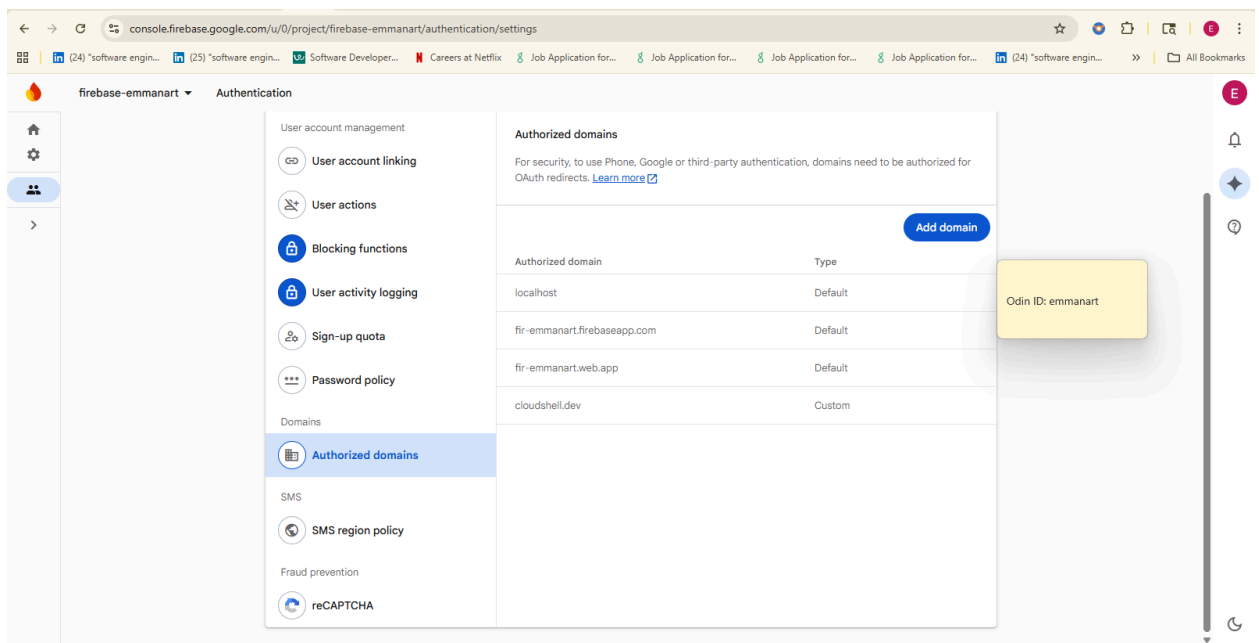 console.firebase.google.com/u/0/project/firebase-emmanart/authentication/settings
E
(24) "software engin...
(25) "software engin...
Software Developer...
Careers at Netflix
Job Application for...
Job Application for...
Job Application for...
Job Application for...
(24) "software engin...
All Bookmarks
firebase-emmanart
Authentication
E
User account management
User account linking
User actions
Blocking functions
User activity logging
Sign-up quota
Password policy
Domains
Authorized domains
SMS
SMS region policy
Fraud prevention
reCAPTCHA
Authorized domains
For security, to use Phone, Google or third-party authentication, domains need to be authorized for
OAuth redirects. Learn more
Add domain
Authorized domain Type
localhost Default
fir-emmanart.firebaseapp.com Default
fir-emmanart.web.app Default
cloudshell.dev Custom
Odin ID: emmanart